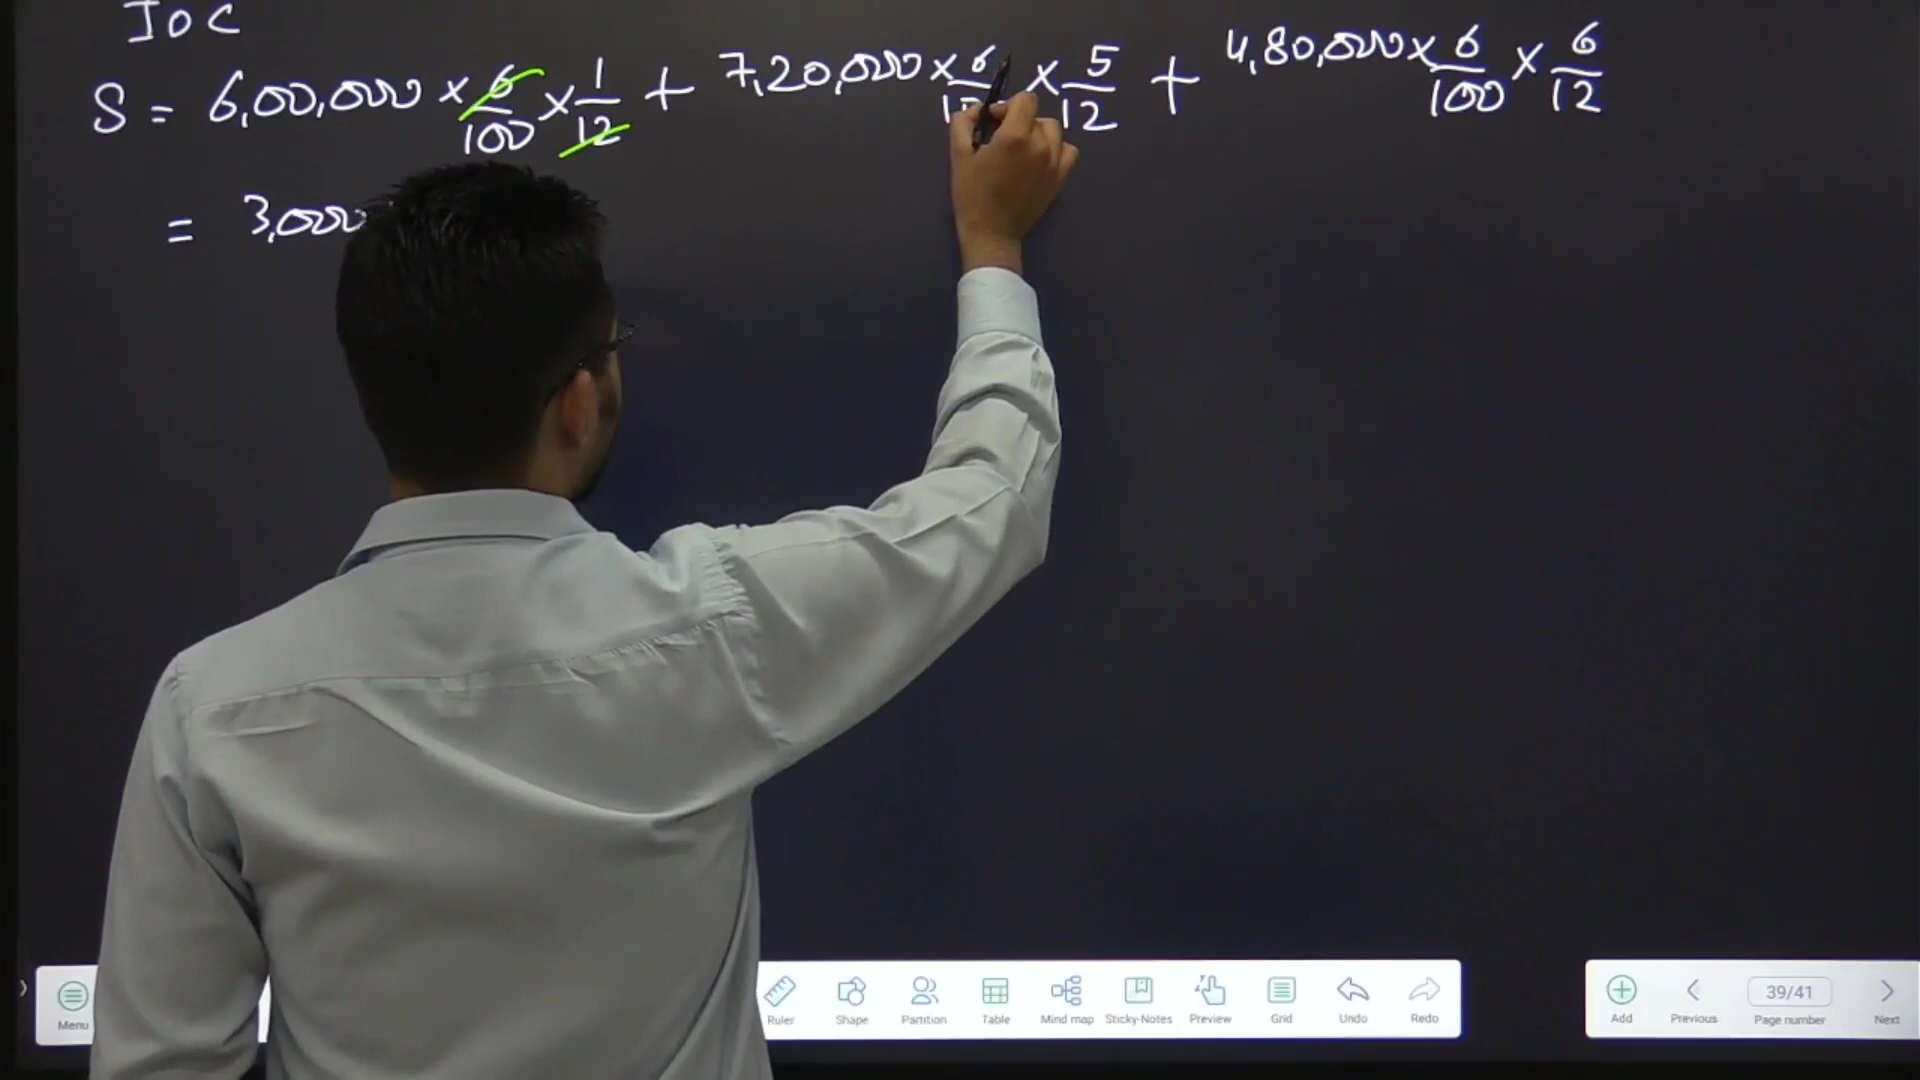 IOC
S = 6,00,000 × 6/100 × 1/12 + 7,20,000 × 6/ × 5/12 + 4,80,000 × 6/100 × 6/12
= 3,000
Menu Ruler Shape Partition Table Mind map Sticky-Notes Preview Grid Undo Redo Add Previous 39/41 Page number Next